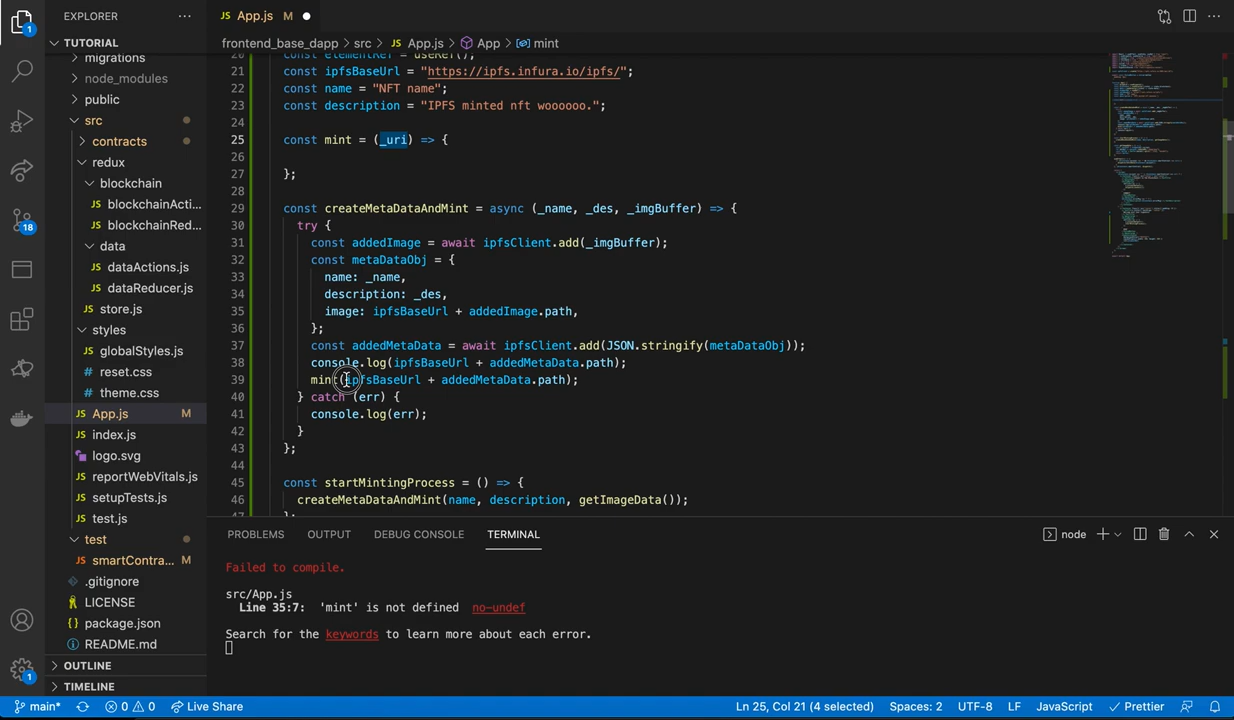 EXPLORER
App.js M
TUTORIAL
migrations
node_modules
public
src
contracts
redux
blockchain
blockchainActi...
blockchainRed...
data
dataActions.js
dataReducer.js
store.js
styles
globalStyles.js
reset.css
theme.css
App.js M
index.js
logo.svg
reportWebVitals.js
setupTests.js
test.js
test
smartContra... M
.gitignore
LICENSE
package.json
README.md
OUTLINE
TIMELINE
1
18
1
frontend_base_dapp > src > JS App.js > App > mint
20 const elementRef = useRef();
21 const ipfsBaseUrl = "https://ipfs.infura.io/ipfs/";
22 const name = "NFT name";
23 const description = "IPFS minted nft woooooo.";
24
25 const mint = (_uri) => {
26
27 };
28
29 const createMetaDataAndMint = async (_name, _des, _imgBuffer) => {
30 try {
31 const addedImage = await ipfsClient.add(_imgBuffer);
32 const metaDataObj = {
33 name: _name,
34 description: _des,
35 image: ipfsBaseUrl + addedImage.path,
36 };
37 const addedMetaData = await ipfsClient.add(JSON.stringify(metaDataObj));
38 console.log(ipfsBaseUrl + addedMetaData.path);
39 mint(ipfsBaseUrl + addedMetaData.path);
40 } catch (err) {
41 console.log(err);
42 }
43 };
44
45 const startMintingProcess = () => {
46 createMetaDataAndMint(name, description, getImageData());
47 };
PROBLEMS OUTPUT DEBUG CONSOLE TERMINAL
node
Failed to compile.
src/App.js
Line 35:7: 'mint' is not defined no-undef
Search for the keywords to learn more about each error.
main* 0 0 Live Share Ln 25, Col 21 (4 selected) Spaces: 2 UTF-8 LF JavaScript Prettier